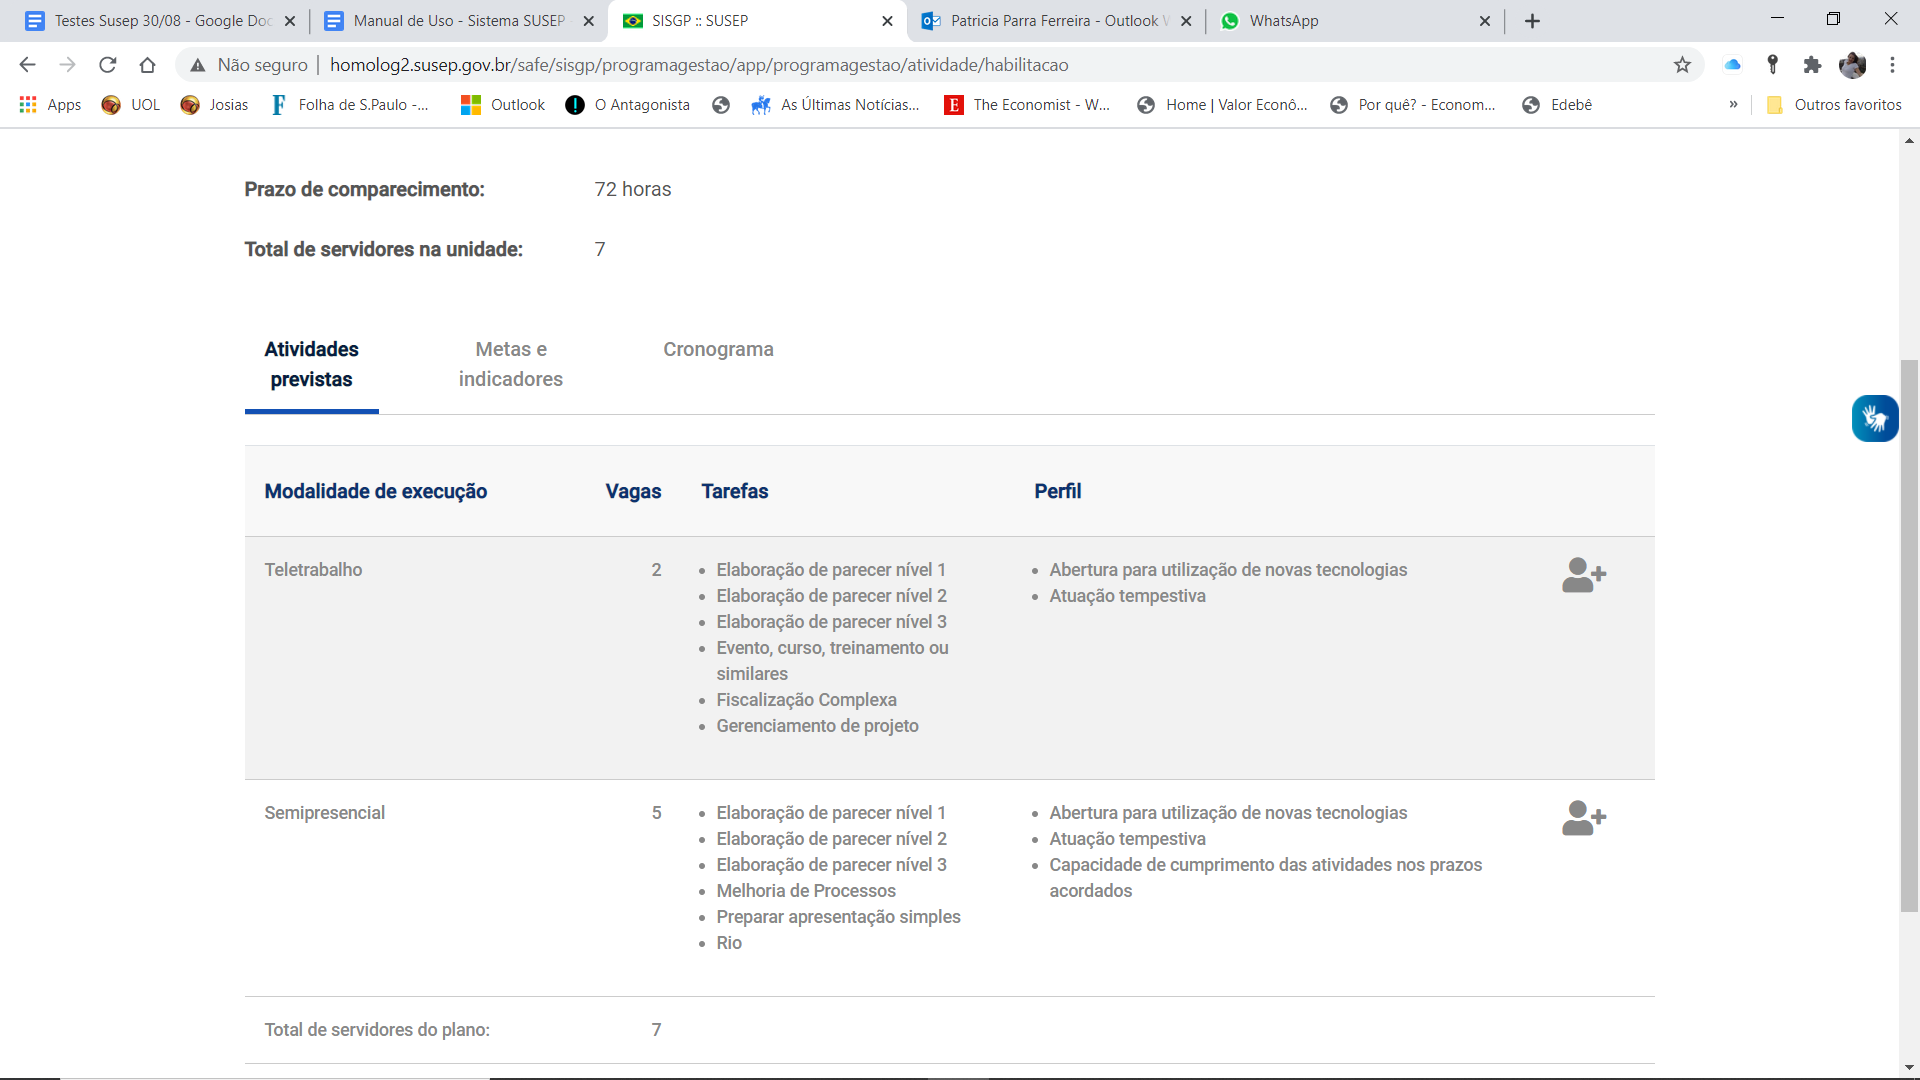 Testes Susep 30/08 - Google Doc
Manual de Uso - Sistema SUSEP
SISGP :: SUSEP
Patricia Parra Ferreira - Outlook W
WhatsApp
Não seguro
homolog2.susep.gov.br/safe/sisgp/programagestao/app/programagestao/atividade/habilitacao
Apps
UOL
Josias
Folha de S.Paulo -...
Outlook
O Antagonista
As Últimas Notícias...
The Economist - W...
Home | Valor Econô...
Por quê? - Econom...
Edebê
»
Outros favoritos
Prazo de comparecimento: 72 horas
Total de servidores na unidade: 7
Atividades
previstas
Metas e
indicadores
Cronograma
Modalidade de execução Vagas Tarefas Perfil
Teletrabalho 2
• Elaboração de parecer nível 1
• Elaboração de parecer nível 2
• Elaboração de parecer nível 3
• Evento, curso, treinamento ou
similares
• Fiscalização Complexa
• Gerenciamento de projeto
• Abertura para utilização de novas tecnologias
• Atuação tempestiva
Semipresencial 5
• Elaboração de parecer nível 1
• Elaboração de parecer nível 2
• Elaboração de parecer nível 3
• Melhoria de Processos
• Preparar apresentação simples
• Rio
• Abertura para utilização de novas tecnologias
• Atuação tempestiva
• Capacidade de cumprimento das atividades nos prazos
acordados
Total de servidores do plano: 7